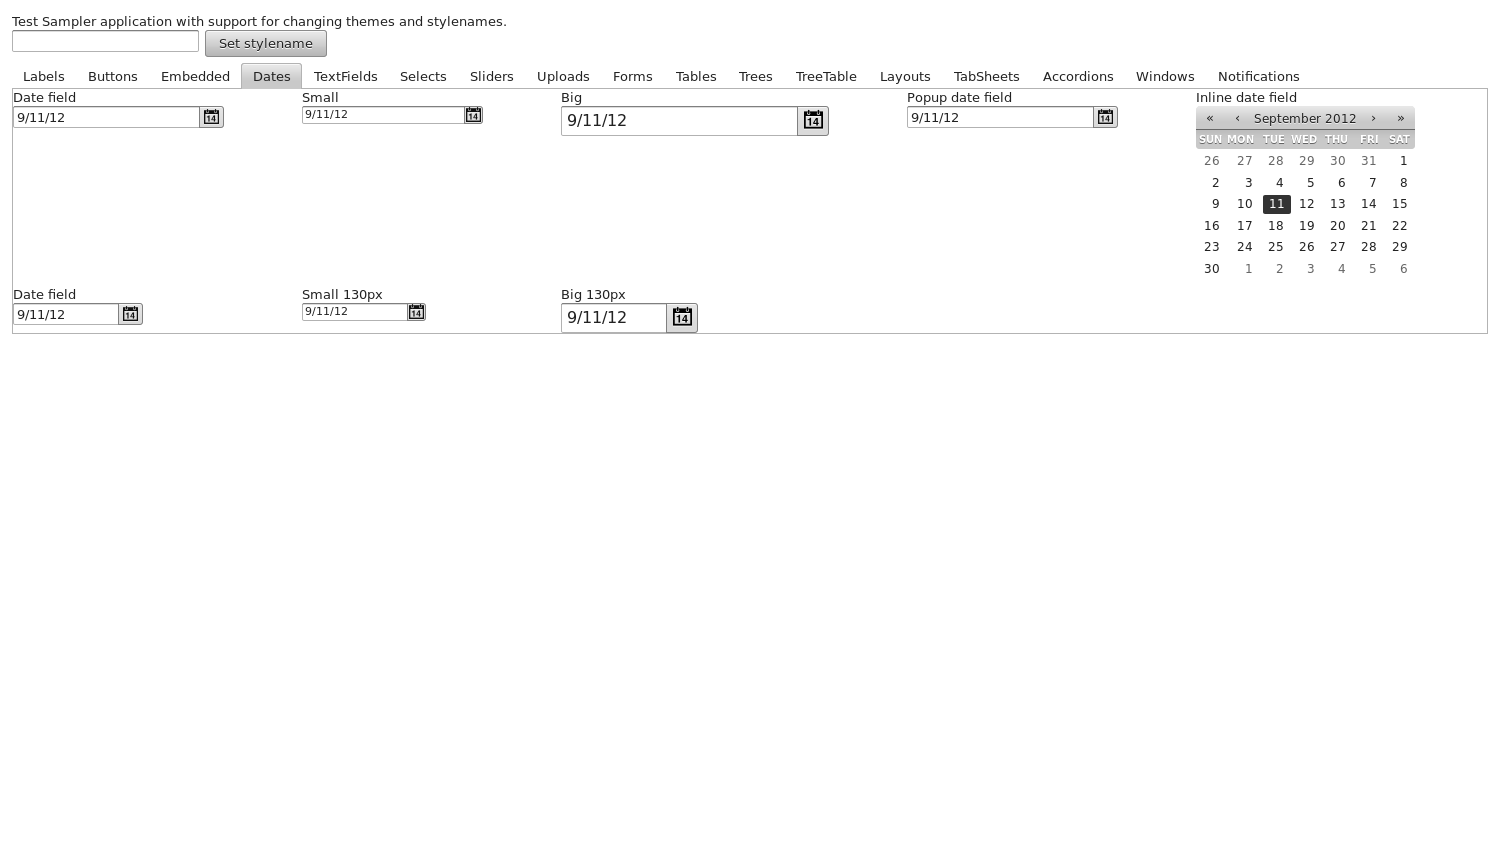 Test Sampler application with support for changing themes and stylenames.
Set stylename
Labels Buttons Embedded Dates TextFields Selects Sliders Uploads Forms Tables Trees TreeTable Layouts TabSheets Accordions Windows Notifications
Date field Small Big Popup date field Inline date field
9/11/12 14 9/11/12 14 9/11/12 14 9/11/12 14 « ‹ September 2012 › »
SUN MON TUE WED THU FRI SAT
26 27 28 29 30 31 1
2 3 4 5 6 7 8
9 10 11 12 13 14 15
16 17 18 19 20 21 22
23 24 25 26 27 28 29
30 1 2 3 4 5 6
Date field Small 130px Big 130px
9/11/12 14 9/11/12 14 9/11/12 14